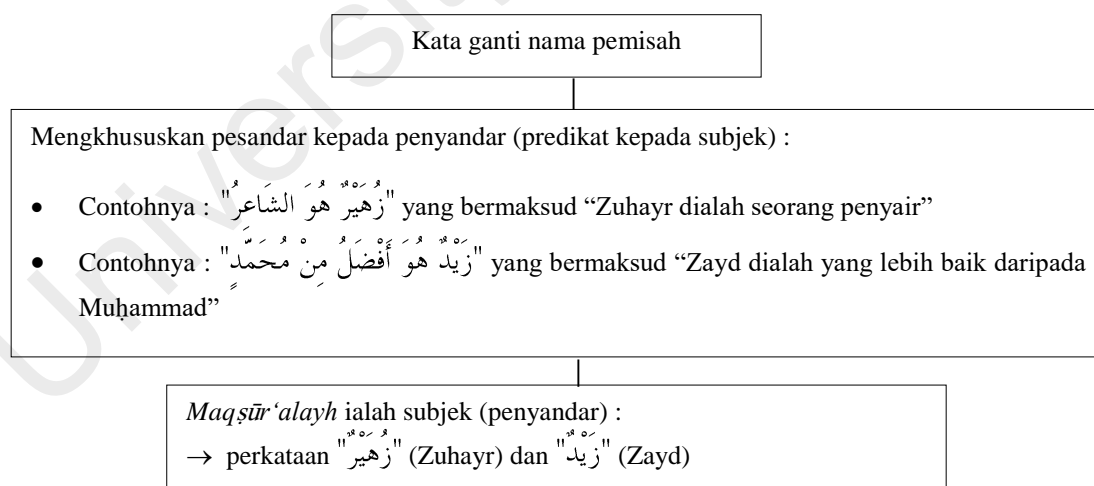 Kata ganti nama pemisah
Mengkhususkan pesandar kepada penyandar (predikat kepada subjek) :
• Contohnya : "زُهَيْرٌ هُوَ الشَاعِرُ" yang bermaksud “Zuhayr dialah seorang penyair”
• Contohnya : "زَيْدٌ هُوَ أَفْضَلُ مِنْ مُحَمَّدٍ" yang bermaksud “Zayd dialah yang lebih baik daripada
Muḥammad”
Maqṣūr‘alayh ialah subjek (penyandar) :
→ perkataan "زُهَيْرٌ" (Zuhayr) dan "زَيْدٌ" (Zayd)